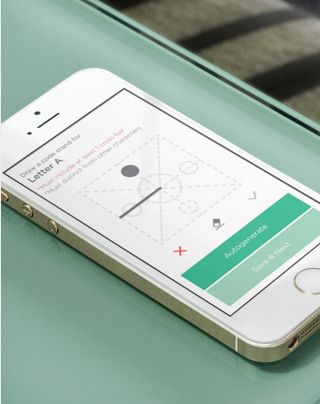 Draw a code stand for
Letter A
*Must include at least 1 cross bar
*Must distinct from other characters
Autogenerate
Save & Next